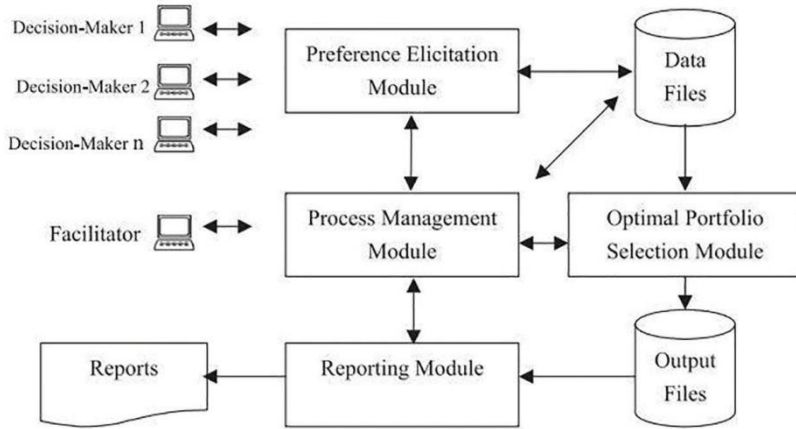 Decision-Maker 1
Decision-Maker 2
Decision-Maker n
Preference Elicitation
Module
Data
Files
Facilitator
Process Management
Module
Optimal Portfolio
Selection Module
Reports
Reporting Module
Output
Files